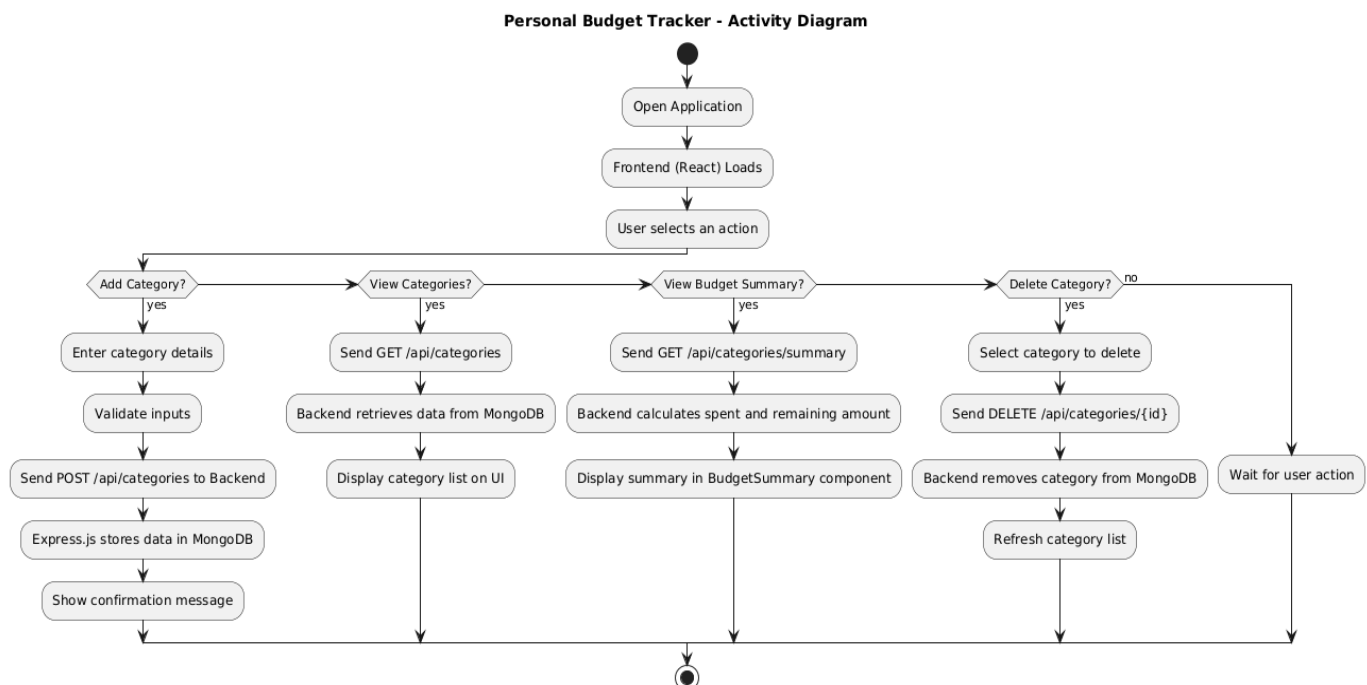 Personal Budget Tracker - Activity Diagram
Open Application
Frontend (React) Loads
User selects an action
Add Category?
yes
Enter category details
Validate inputs
Send POST /api/categories to Backend
Express.js stores data in MongoDB
Show confirmation message
View Categories?
yes
Send GET /api/categories
Backend retrieves data from MongoDB
Display category list on UI
View Budget Summary?
yes
Send GET /api/categories/summary
Backend calculates spent and remaining amount
Display summary in BudgetSummary component
Delete Category?
yes
Select category to delete
Send DELETE /api/categories/{id}
Backend removes category from MongoDB
Refresh category list
no
Wait for user action